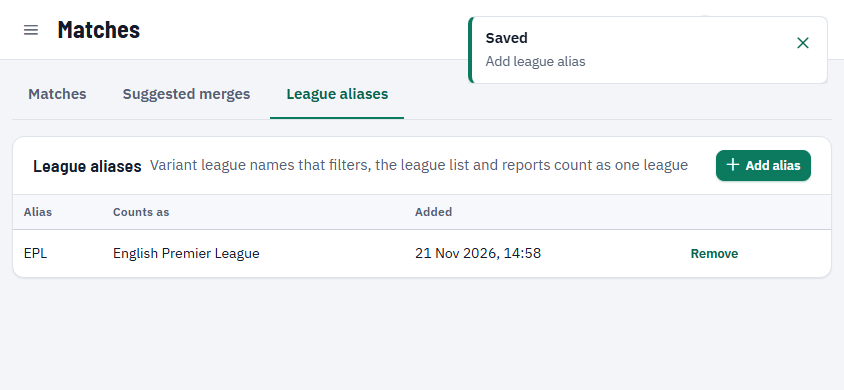 Matches
Saved
Add league alias
Matches Suggested merges League aliases
League aliases Variant league names that filters, the league list and reports count as one league Add alias
Alias Counts as Added
EPL English Premier League 21 Nov 2026, 14:58 Remove